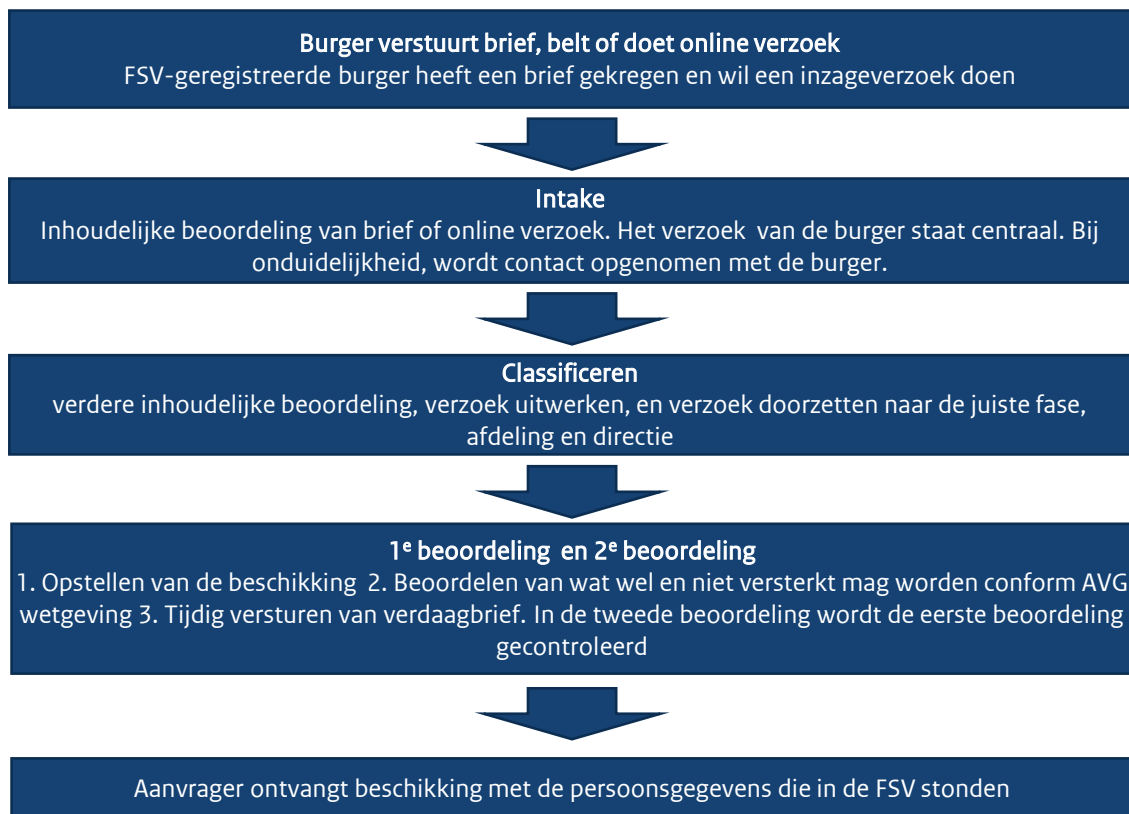 Burger verstuurt brief, belt of doet online verzoek
FSV-geregistreerde burger heeft een brief gekregen en wil een inzageverzoek doen
Intake
Inhoudelijke beoordeling van brief of online verzoek. Het verzoek van de burger staat centraal. Bij
onduidelijkheid, wordt contact opgenomen met de burger.
Classificeren
verdere inhoudelijke beoordeling, verzoek uitwerken, en verzoek doorzetten naar de juiste fase,
afdeling en directie
1e beoordeling en 2e beoordeling
1. Opstellen van de beschikking 2. Beoordelen van wat wel en niet versterkt mag worden conform AVG
wetgeving 3. Tijdig versturen van verdaagbrief. In de tweede beoordeling wordt de eerste beoordeling
gecontroleerd
Aanvrager ontvangt beschikking met de persoonsgegevens die in de FSV stonden